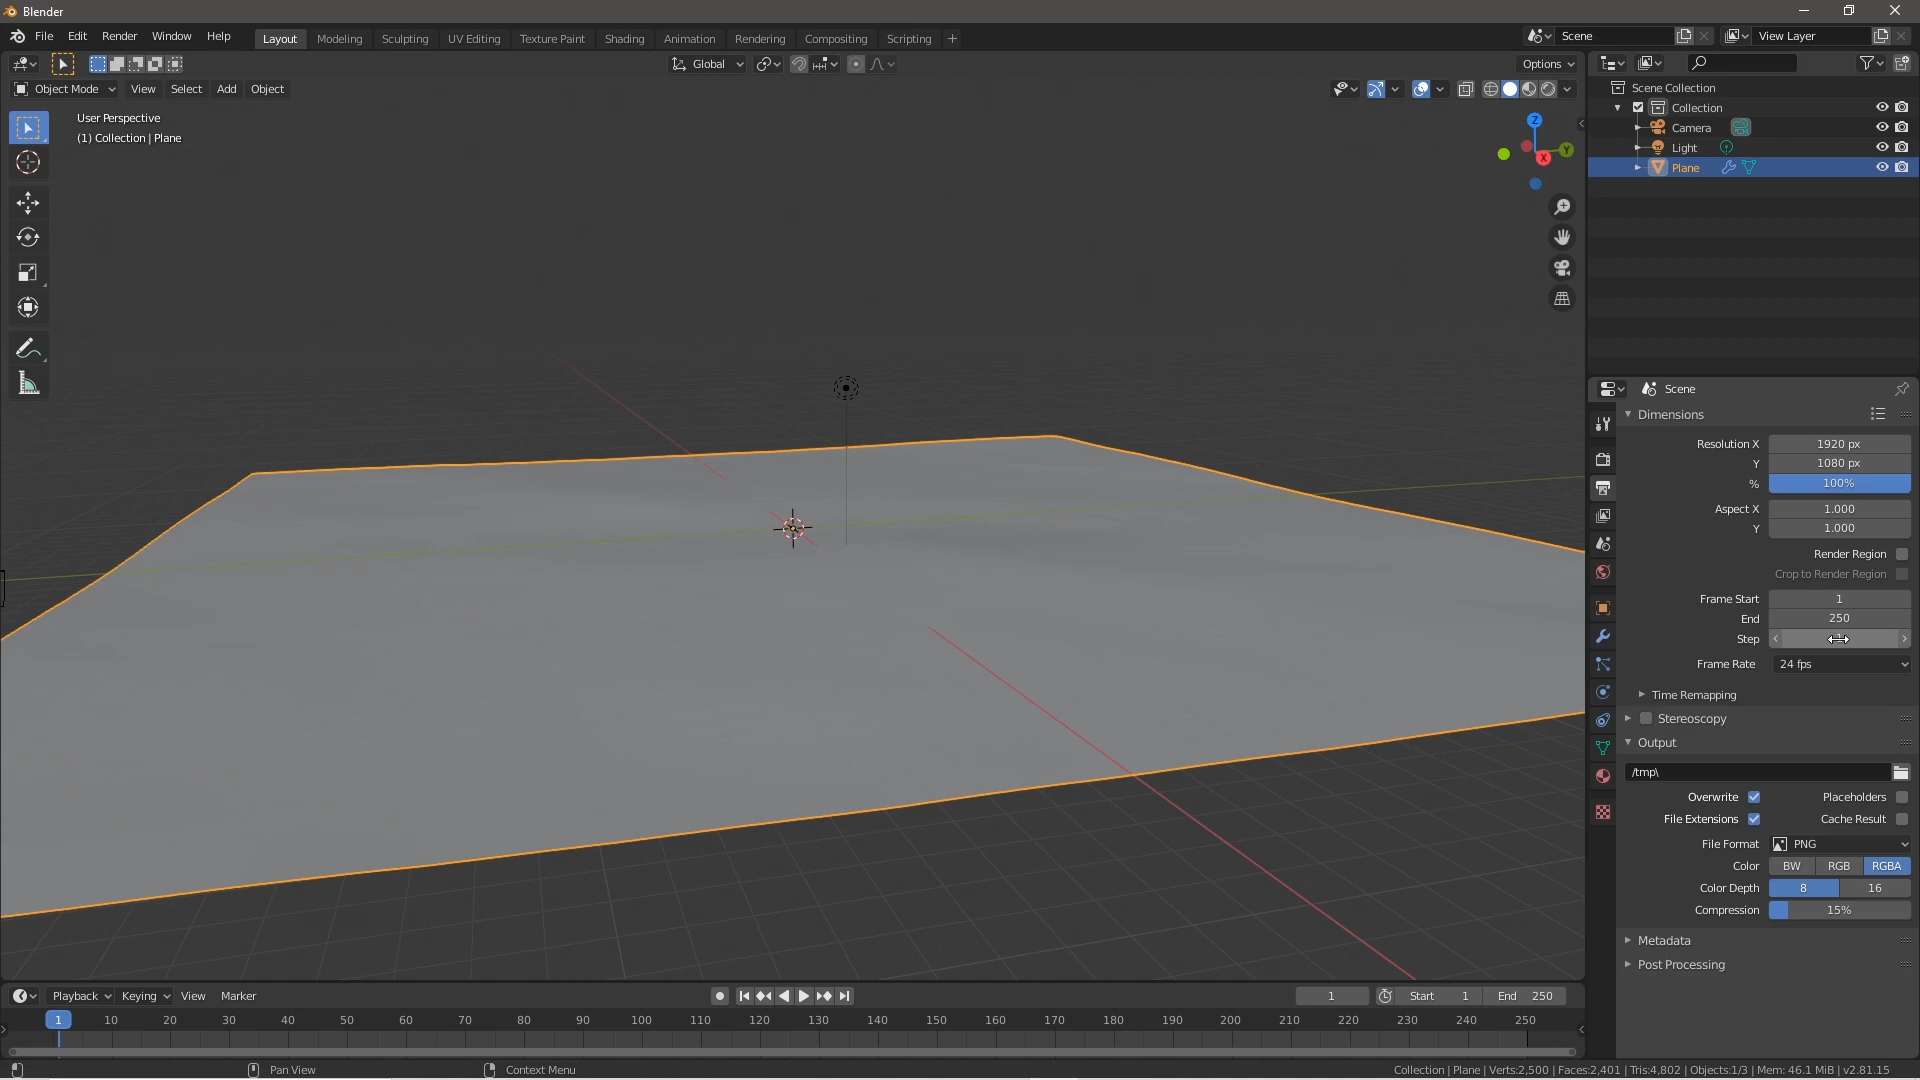 Blender
File Edit Render Window Help
Layout Modeling Sculpting UV Editing Texture Paint Shading Animation Rendering Compositing Scripting +
Scene
View Layer
Global
Options
Object Mode View Select Add Object
User Perspective
(1) Collection | Plane
Z
Y
X
Scene Collection
Collection
Camera
Light
Plane
Scene
Dimensions
Resolution X 1920 px
Y 1080 px
% 100%
Aspect X 1.000
Y 1.000
Render Region
Crop to Render Region
Frame Start 1
End 250
Step
Frame Rate 24 fps
Time Remapping
Stereoscopy
Output
/tmp\
Overwrite Placeholders
File Extensions Cache Result
File Format PNG
Color BW RGB RGBA
Color Depth 8 16
Compression 15%
Metadata
Post Processing
Playback Keying View Marker
1 Start 1 End 250
1 10 20 30 40 50 60 70 80 90 100 110 120 130 140 150 160 170 180 190 200 210 220 230 240 250
Pan View
Context Menu
Collection | Plane | Verts:2,500 | Faces:2,401 | Tris:4,802 | Objects:1/3 | Mem: 46.1 MiB | v2.81.15